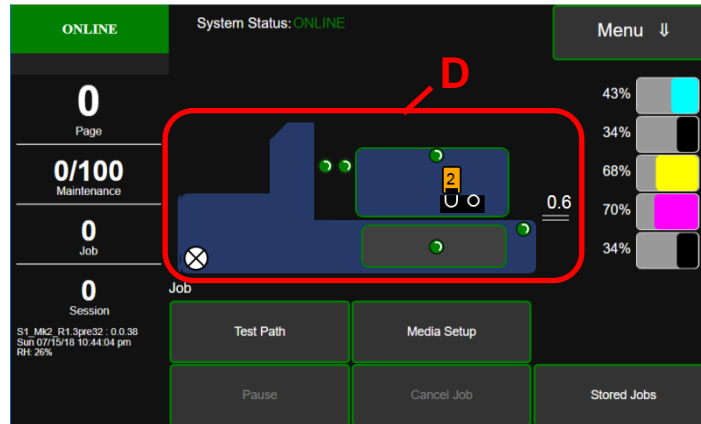 ONLINE
System Status: ONLINE
Menu ⇓
D
0
Page
0/100
Maintenance
0
Job
0
Session
S1_Mk2_R1.3pre32 : 0.0.38
Sun 07/15/18 10:44:04 pm
RH: 26%
2
0.6
43%
34%
68%
70%
34%
Job
Test Path
Media Setup
Pause
Cancel Job
Stored Jobs